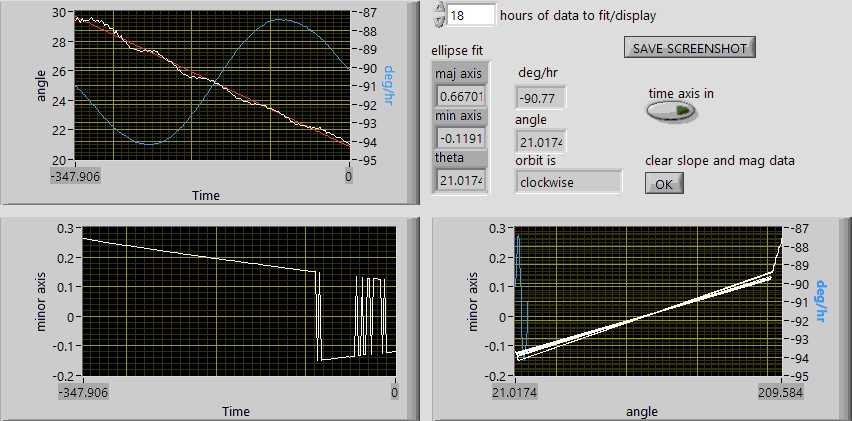 30
28
26
24
22
20
angle
-87
-88
-89
-90
-91
-92
-93
-94
-95
deg/hr
-347.906
0
Time
18 hours of data to fit/display
SAVE SCREENSHOT
ellipse fit
maj axis
0.66701
min axis
-0.1191
theta
21.0174
deg/hr
-90.77
angle
21.0174
orbit is
clockwise
time axis in
clear slope and mag data
OK
0.3
0.2
0.1
0
-0.1
-0.2
minor axis
-347.906
0
Time
0.3
0.2
0.1
0
-0.1
-0.2
minor axis
-87
-88
-89
-90
-91
-92
-93
-94
-95
deg/hr
21.0174
209.584
angle